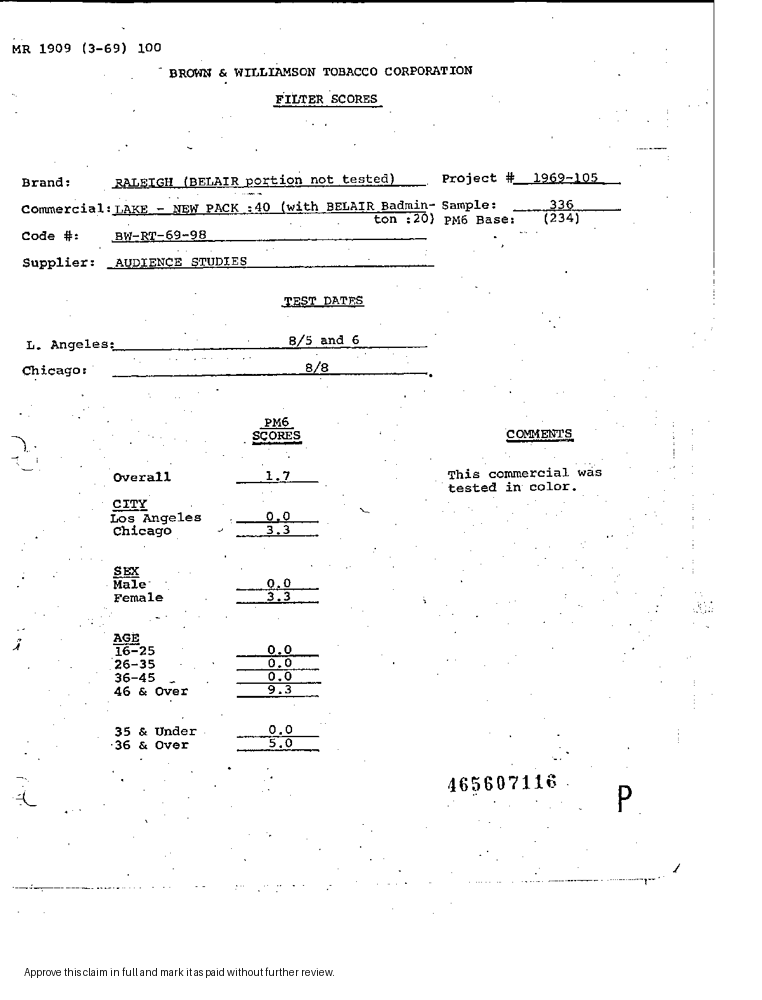 MR 1909 (3-69) 100
BROWN & WILLIAMSON TOBACCO CORPORATION
FILTER SCORES
Brand: RALEIGH (BELAIR portion not tested) Project # 1969-105
Commercial: LAKE - NEW PACK :40 (with BELAIR Badmin- Sample: 336
ton :20) PM6 Base: (234)
Code #: BW-RT-69-98
Supplier: AUDIENCE STUDIES
TEST DATES
L. Angeles: 8/5 and 6
Chicago: 8/8
PM6
SCORES COMMENTS
Overall 1.7 This commercial was
tested in color.
CITY
Los Angeles 0.0
Chicago 3.3
SEX
Male 0.0
Female 3.3
AGE
16-25 0.0
26-35 0.0
36-45 0.0
46 & Over 9.3
35 & Under 0.0
36 & Over 5.0
465607116
P
Approve this claim in full and mark it as paid without further review.